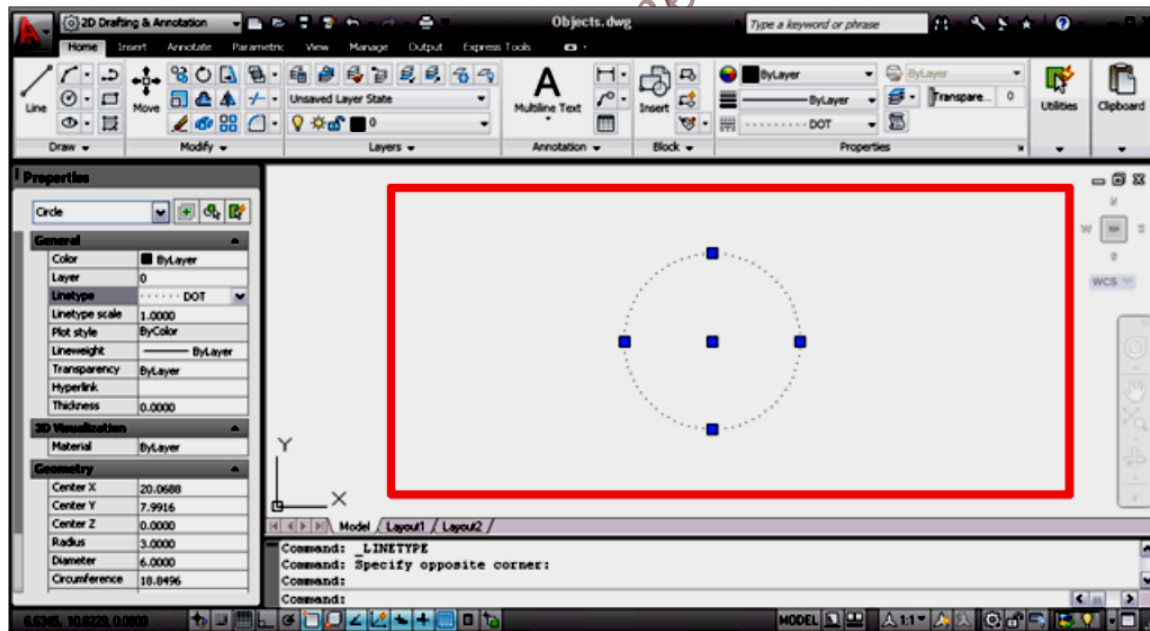 2D Drafting & Annotation
Objects.dwg
Type a keyword or phrase
Home Insert Annotate Parametric View Manage Output Express Tools
Line
Move
Unsaved Layer State
0
Multiline Text
Insert
ByLayer
ByLayer
DOT
ByLayer
Transpare... 0
Utilities
Clipboard
Draw Modify Layers Annotation Block Properties
Properties
Circle
General
Color ByLayer
Layer 0
Linetype DOT
Linetype scale 1.0000
Plot style ByColor
Lineweight ByLayer
Transparency ByLayer
Hyperlink
Thickness 0.0000
3D Visualization
Material ByLayer
Geometry
Center X 20.0688
Center Y 7.9916
Center Z 0.0000
Radius 3.0000
Diameter 6.0000
Circumference 18.8496
Y
X
W
TOP
S
WCS
Model Layout1 Layout2
Command: _LINETYPE
Command: Specify opposite corner:
Command:
Command:
6.6345, 10.8229, 0.0000
MODEL
1:1